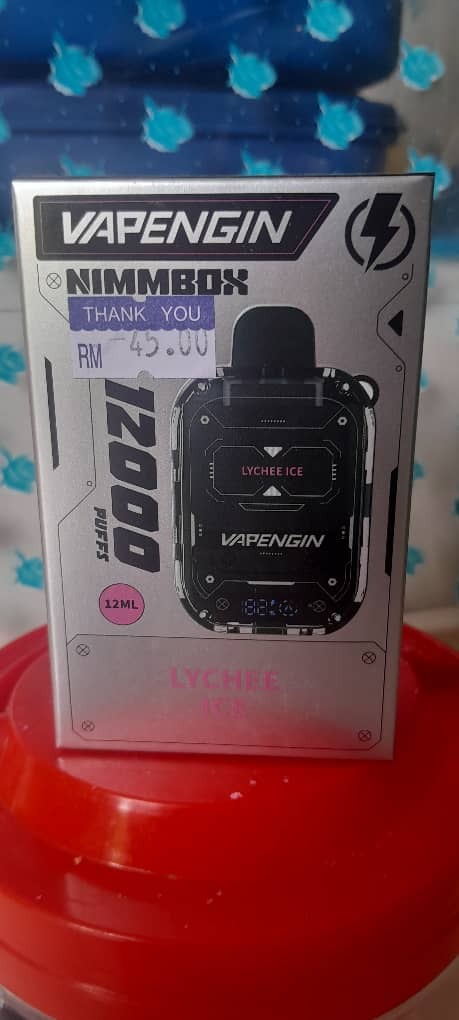 VAPENGIN
NIMMBOX
THANK YOU
RM 45.00
12000
PUFFS
12ML
LYCHEE ICE
VAPENGIN
LYCHEE
ICE